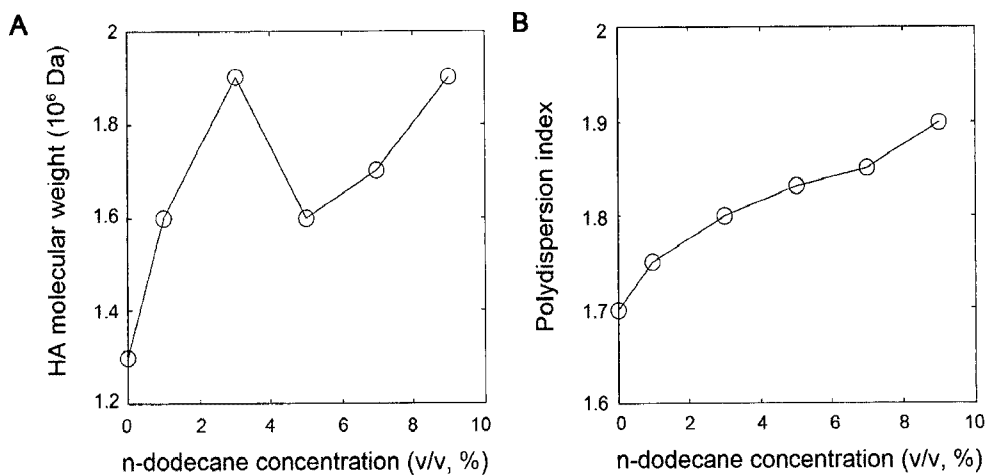 A
HA molecular weight (10⁶ Da)
2
1.8
1.6
1.4
1.2
0 2 4 6 8 10
n-dodecane concentration (v/v, %)
B
Polydispersion index
2
1.9
1.8
1.7
1.6
0 2 4 6 8 10
n-dodecane concentration (v/v, %)